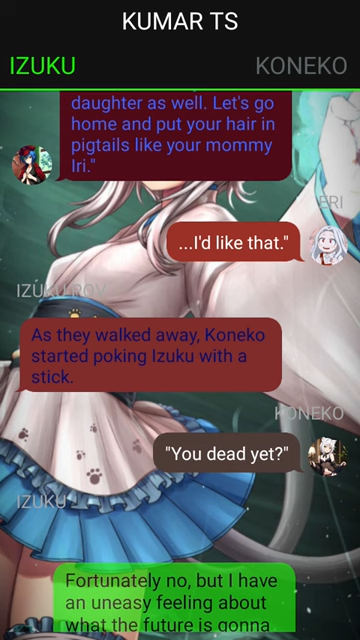 KUMAR TS
IZUKU
KONEKO
daughter as well. Let's go
home and put your hair in
pigtails like your mommy
Iri."
ERI
...I'd like that."
IZUKU POV
As they walked away, Koneko
started poking Izuku with a
stick.
KONEKO
"You dead yet?"
IZUKU
Fortunately no, but I have
an uneasy feeling about
what the future is gonna